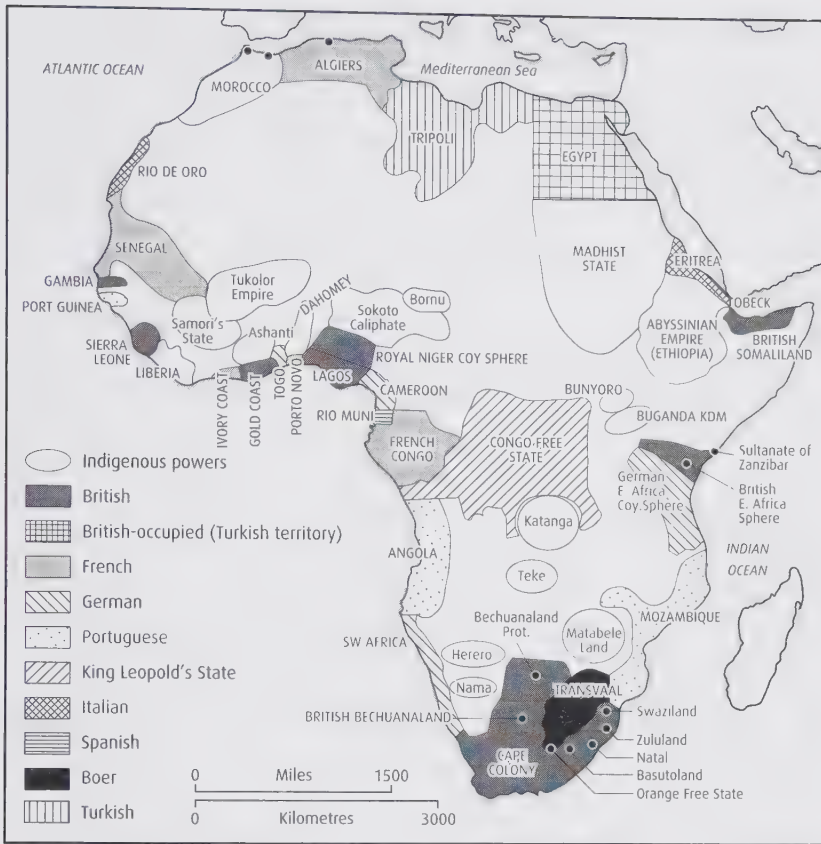 ATLANTIC OCEAN
Mediterranean Sea
MOROCCO
ALGIERS
TRIPOLI
EGYPT
RIO DE ORO
SENEGAL
MADHIST
STATE
ERITREA
GAMBIA
PORT GUINEA
Tukolor
Empire
DAHOMEY
Sokoto
Caliphate
Bornu
OBECK
Samori's
State
Ashanti
ABYSSINIAN
EMPIRE
(ETHIOPIA)
BRITISH
SOMALILAND
SIERRA
LEONE
LIBERIA
IVORY COAST
GOLD COAST
TOGO
PORTO NOVO
LAGOS
ROYAL NIGER COY SPHERE
CAMEROON
RIO MUNI
BUNYORO
BUGANDA KDM
FRENCH
CONGO
CONGO-FREE
STATE
Sultanate of
Zanzibar
German
E. Africa
Coy. Sphere
British
E. Africa
Sphere
Katanga
ANGOLA
INDIAN
OCEAN
Teke
MOZAMBIQUE
Bechuanaland
Prot.
Matabele
Land
SW AFRICA
Herero
Nama
TRANSVAAL
BRITISH BECHUANALAND
CAPE
COLONY
Swaziland
Zululand
Natal
Basutoland
Orange Free State
Indigenous powers
British
British-occupied (Turkish territory)
French
German
Portuguese
King Leopold's State
Italian
Spanish
Boer
Turkish
0 Miles 1500
0 Kilometres 3000